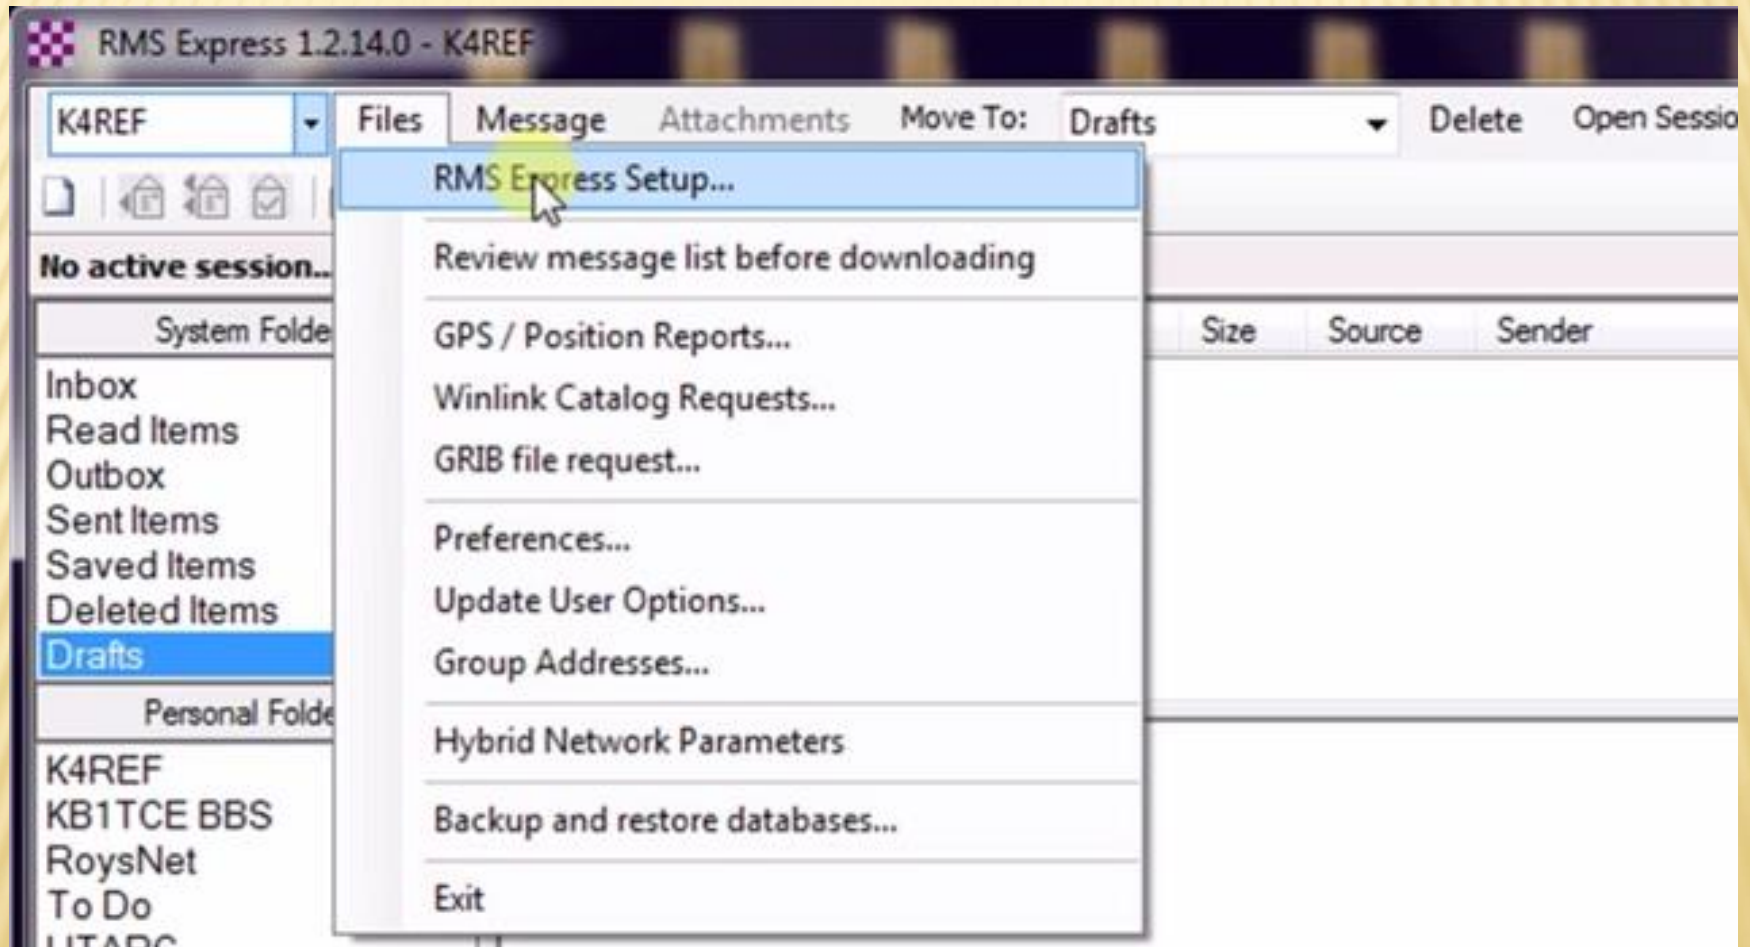 RMS Express 1.2.14.0 - K4REF
K4REF Files Message Attachments Move To: Drafts Delete Open
RMS Express Setup...
Review message list before downloading
GPS / Position Reports...
Winlink Catalog Requests...
GRIB file request...
Preferences...
Update User Options...
Group Addresses...
Hybrid Network Parameters
Backup and restore databases...
Exit
No active session...
System
Size Source Sender
Inbox
Read Items
Outbox
Sent Items
Saved Items
Deleted Items
Drafts
Personal
K4REF
KB1TCE BBS
RoysNet
To Do